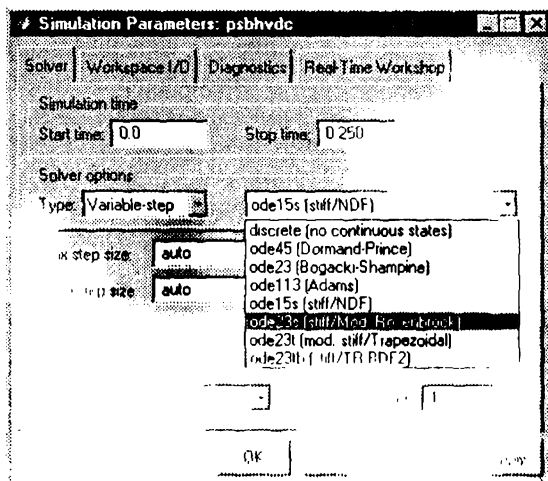 Simulation Parameters: psbhvdc
Solver Workspace I/O Diagnostics Real-Time Workshop
Simulation time
Start time: 0.0 Stop time: 0.250
Solver options
Type: Variable-step ode15s (stiff/NDF)
discrete (no continuous states)
step size: auto ode45 (Dormand-Prince)
ode23 (Bogacki-Shampine)
size auto ode113 (Adams)
ode15s (stiff/NDF)
ode23s (stiff/Mod. Rosenbrock)
ode23t (mod. stiff/Trapezoidal)
1
OK